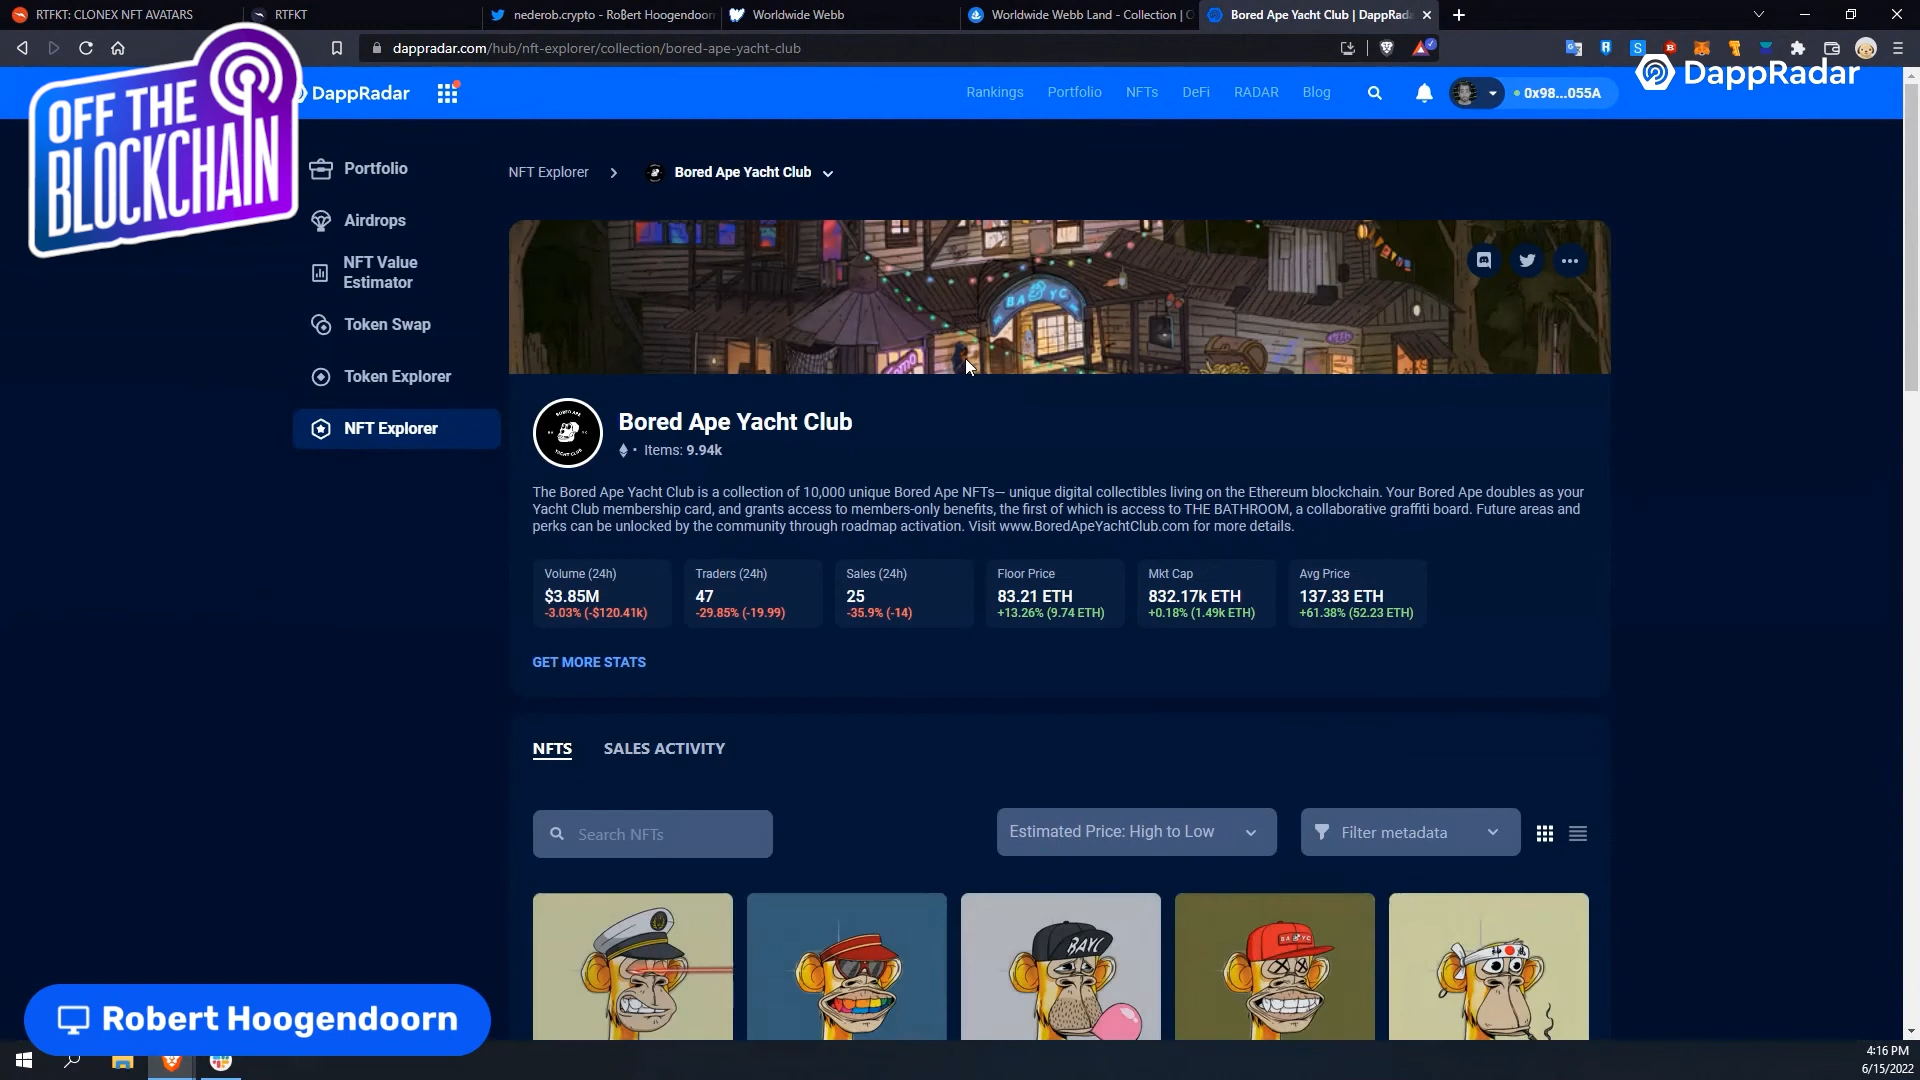 RTFKT: CLONEX NFT AVATARS
RTFKT
nederob.crypto - Roβert Hoogendoorn
Worldwide Webb
Worldwide Webb Land - Collection | O
Bored Ape Yacht Club | DappRad
dappradar.com/hub/nft-explorer/collection/bored-ape-yacht-club
OFF THE
BLOCKCHAIN
DappRadar
Rankings
Portfolio
NFTs
DeFi
RADAR
Blog
0x98...055A
DappRadar
Portfolio
Airdrops
NFT Value
Estimator
Token Swap
Token Explorer
NFT Explorer
NFT Explorer
Bored Ape Yacht Club
BAYC
Bored Ape Yacht Club
Items: 9.94k
The Bored Ape Yacht Club is a collection of 10,000 unique Bored Ape NFTs— unique digital collectibles living on the Ethereum blockchain. Your Bored Ape doubles as your
Yacht Club membership card, and grants access to members-only benefits, the first of which is access to THE BATHROOM, a collaborative graffiti board. Future areas and
perks can be unlocked by the community through roadmap activation. Visit www.BoredApeYachtClub.com for more details.
Volume (24h)
$3.85M
-3.03% (-$120.41k)
Traders (24h)
47
-29.85% (-19.99)
Sales (24h)
25
-35.9% (-14)
Floor Price
83.21 ETH
+13.26% (9.74 ETH)
Mkt Cap
832.17k ETH
+0.18% (1.49k ETH)
Avg Price
137.33 ETH
+61.38% (52.23 ETH)
GET MORE STATS
NFTS
SALES ACTIVITY
Search NFTs
Estimated Price: High to Low
Filter metadata
BAYC
BAYC
Robert Hoogendoorn
4:16 PM
6/15/2022